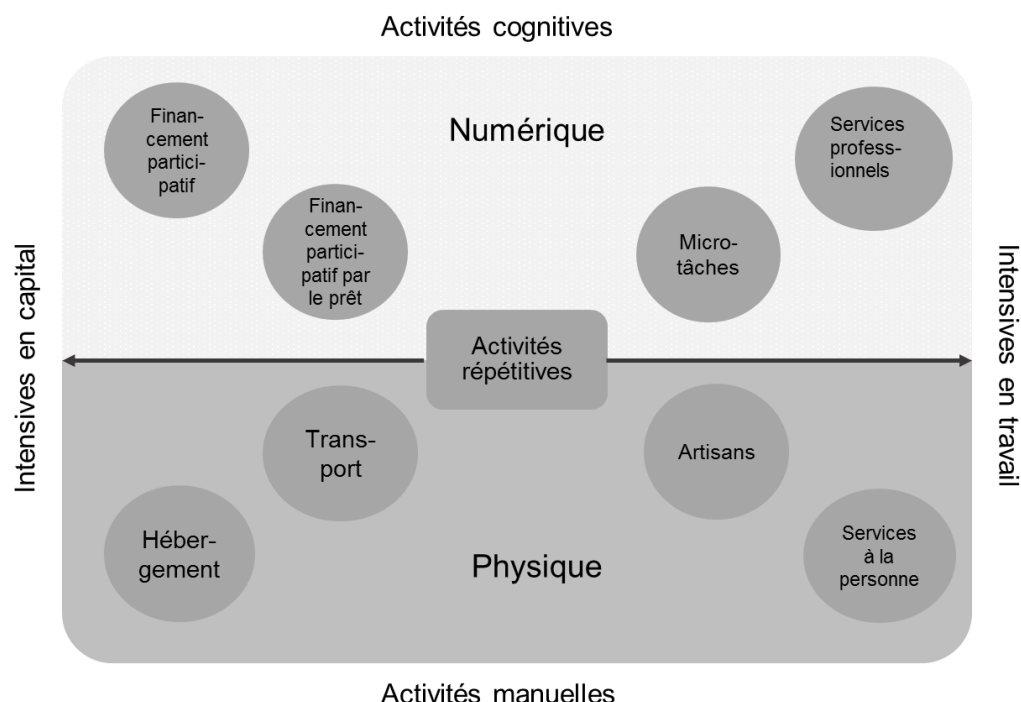 Activités cognitives
Numérique
Finan-
cement
partici-
patif
Finan-
cement
partici-
patif par
le prêt
Services
profess-
ionnels
Micro-
tâches
Intensives en capital
Intensives en travail
Activités
répétitives
Trans-
port
Artisans
Héber-
gement
Physique
Services
à la
personne
Activités manuelles